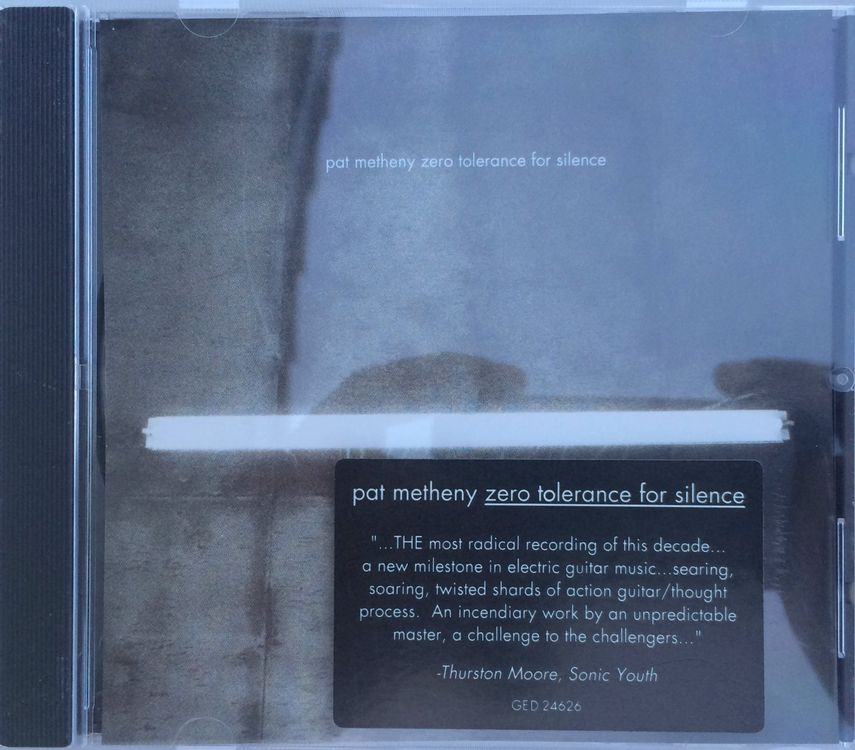 pat metheny zero tolerance for silence
pat metheny zero tolerance for silence
"...THE most radical recording of this decade...
a new milestone in electric guitar music...searing,
soaring, twisted shards of action guitar/thought
process.  An incendiary work by an unpredictable
master, a challenge to the challengers..."
-Thurston Moore, Sonic Youth
GED 24626